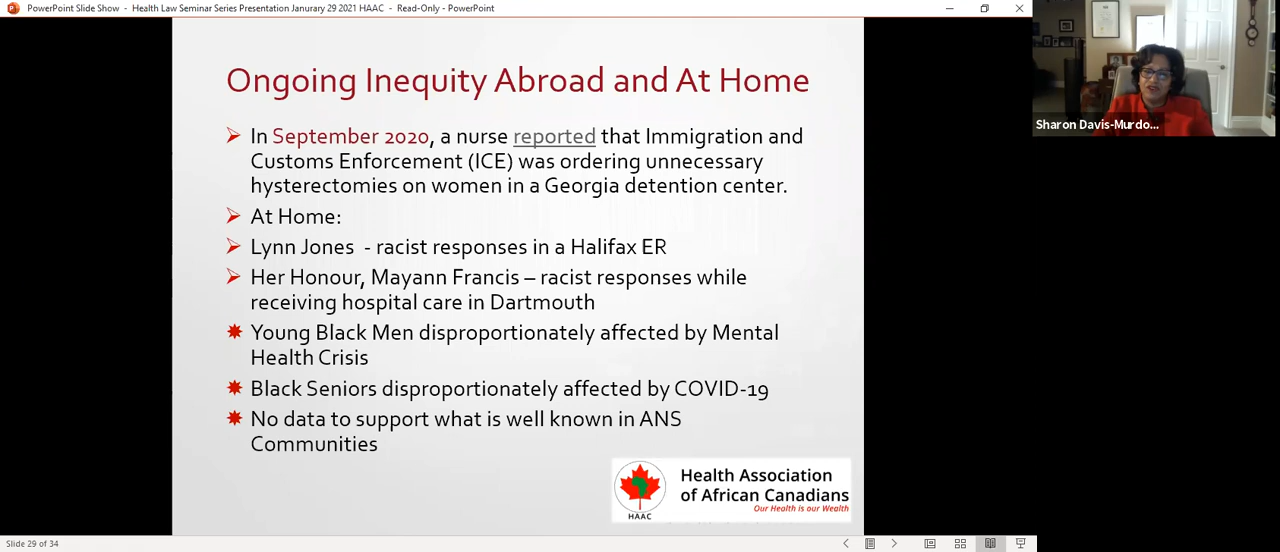 PowerPoint Slide Show - Health Law Seminar Series Presentation Janurary 29 2021 HAAC - Read-Only - PowerPoint
Sharon Davis-Murdo...
Ongoing Inequity Abroad and At Home
In September 2020, a nurse reported that Immigration and
Customs Enforcement (ICE) was ordering unnecessary
hysterectomies on women in a Georgia detention center.
At Home:
Lynn Jones - racist responses in a Halifax ER
Her Honour, Mayann Francis – racist responses while
receiving hospital care in Dartmouth
Young Black Men disproportionately affected by Mental
Health Crisis
Black Seniors disproportionately affected by COVID-19
No data to support what is well known in ANS
Communities
HAAC
Health Association
of African Canadians
Our Health is our Wealth
Slide 29 of 34